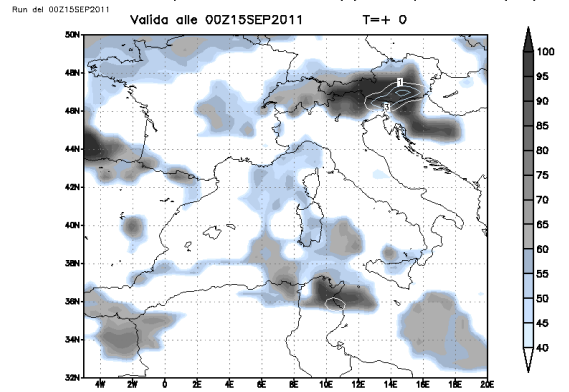 Run del 00Z15SEP2011
Valida alle 00Z15SEP2011 T=+ 0
50N
48N
46N
44N
42N
40N
38N
36N
34N
32N
4W 2W 0 2E 4E 6E 8E 10E 12E 14E 16E 18E 20E
100
95
90
85
80
75
70
65
60
55
50
45
40
1
3